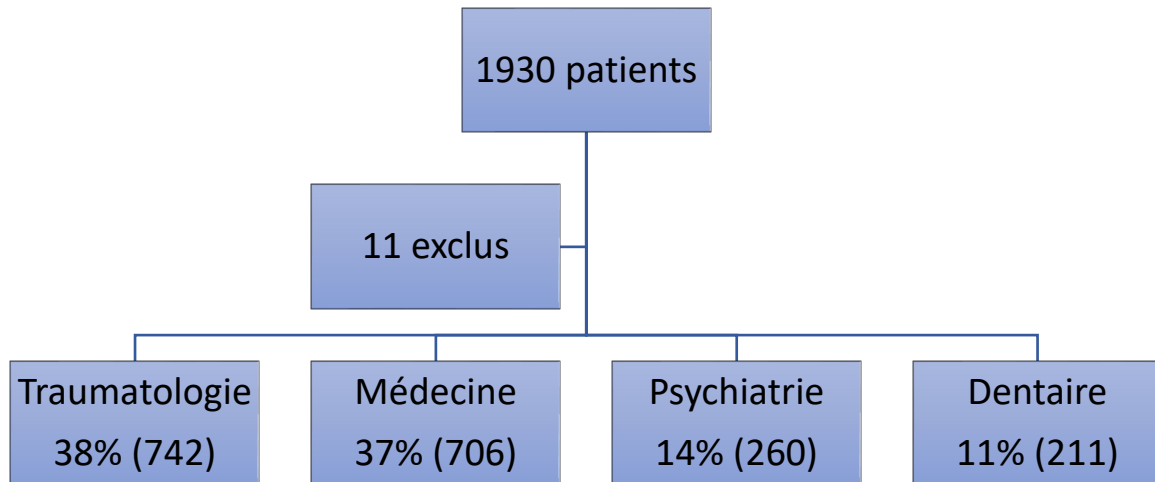 1930 patients
11 exclus
Traumatologie
38% (742)
Médecine
37% (706)
Psychiatrie
14% (260)
Dentaire
11% (211)